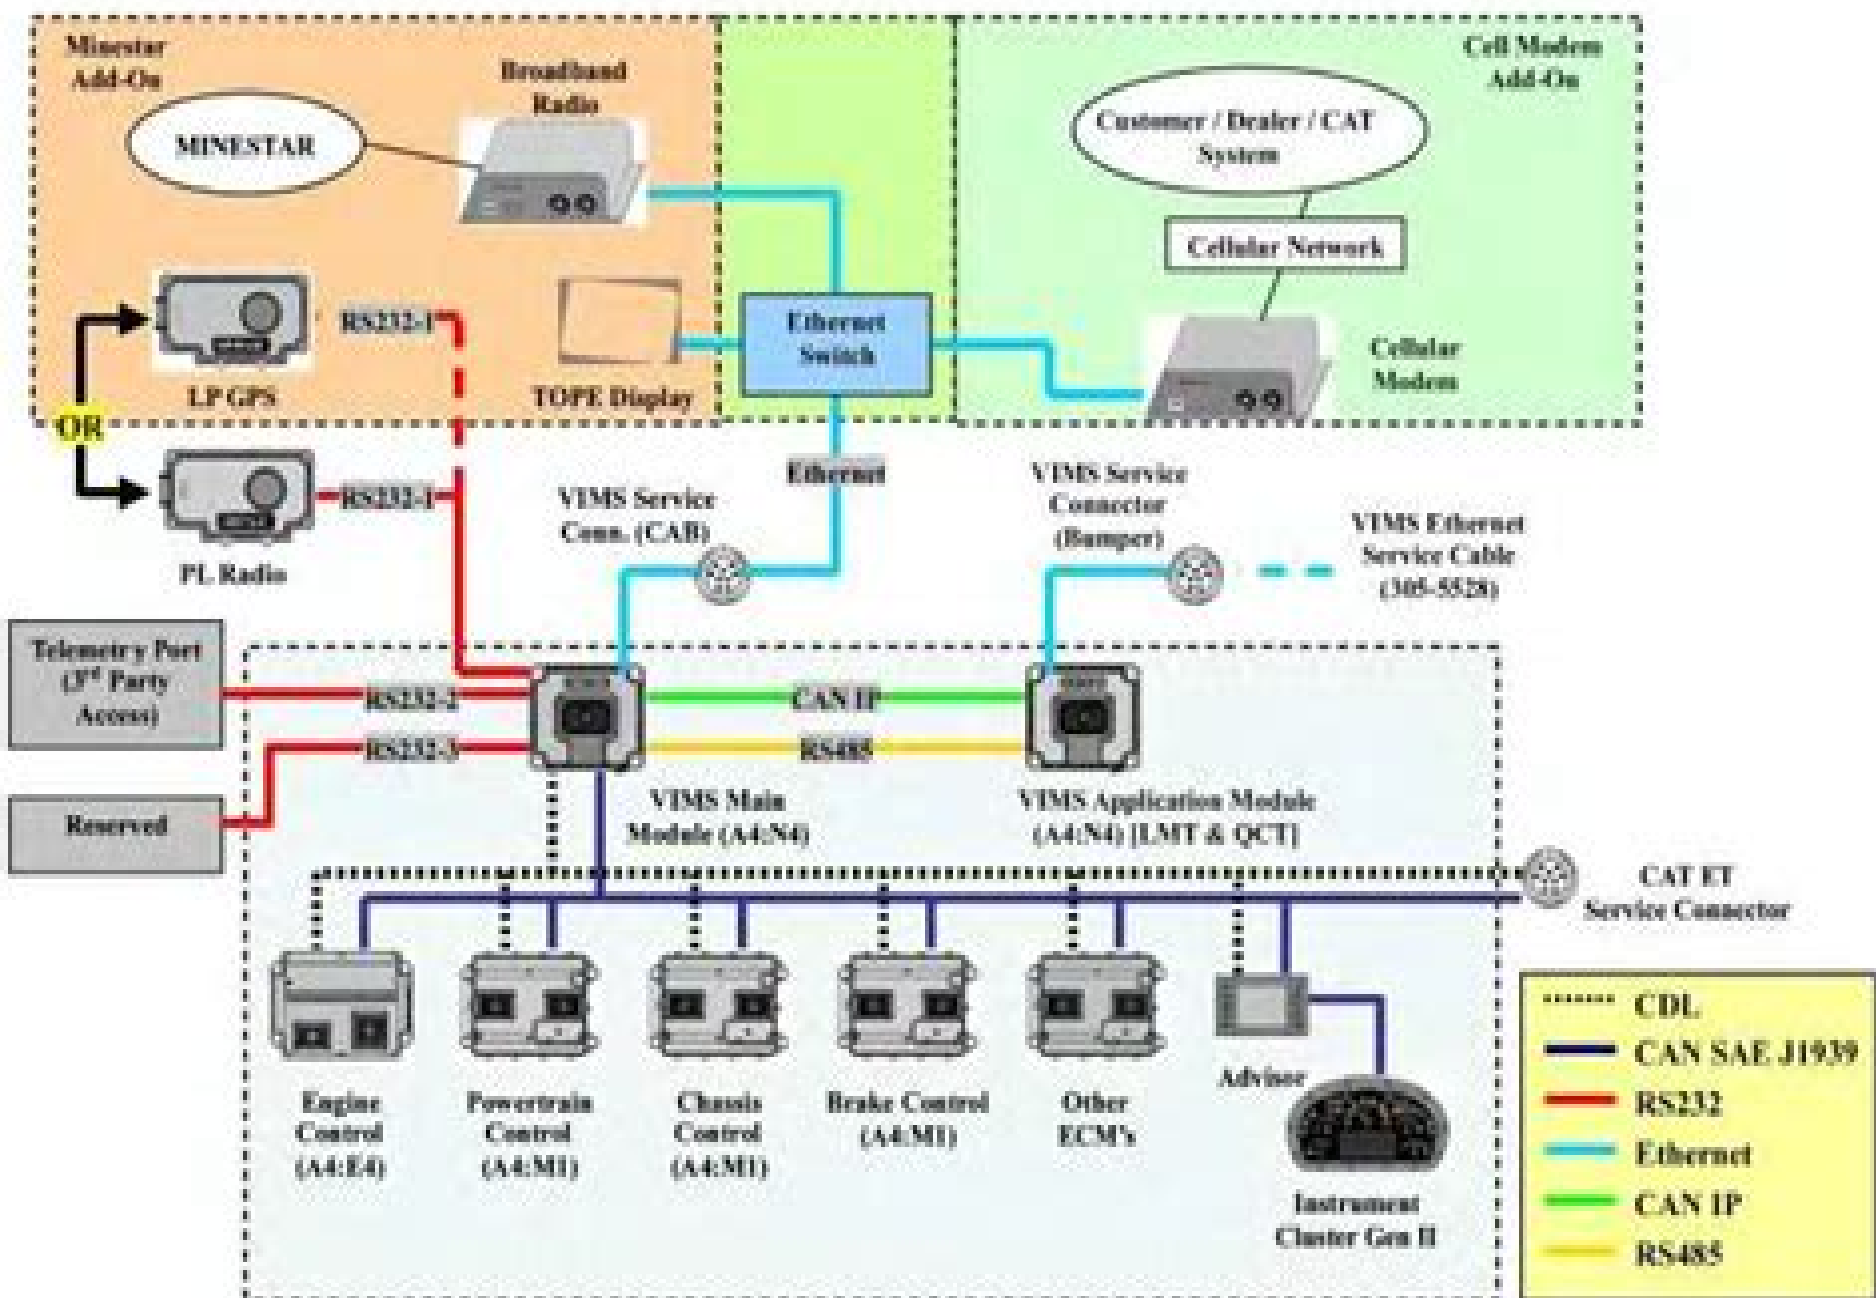 Minestar
Add-On
Broadband
Radio
MINESTAR
Cell Modem
Add-On
Customer / Dealer / CAT
System
Cellular Network
RS232-1
LP GPS
TOPE Display
Ethernet
Switch
Cellular
Modem
OR
RS232-1
PL Radio
VIMS Service
Conn. (CAB)
Ethernet
VIMS Service
Connector
(Bumper)
VIMS Ethernet
Service Cable
(305-5528)
Telemetry Port
(3rd Party
Access)
RS232-2
RS232-3
CAN IP
RS485
Reserved
VIMS Main
Module (A4:N4)
VIMS Application Module
(A4:N4) [LMT & QCT]
CAT ET
Service Connector
Engine
Control
(A4:E4)
Powertrain
Control
(A4:M1)
Chassis
Control
(A4:M1)
Brake Control
(A4:M1)
Other
ECM's
Advisor
Instrument
Cluster Gen II
CDL
CAN SAE J1939
RS232
Ethernet
CAN IP
RS485